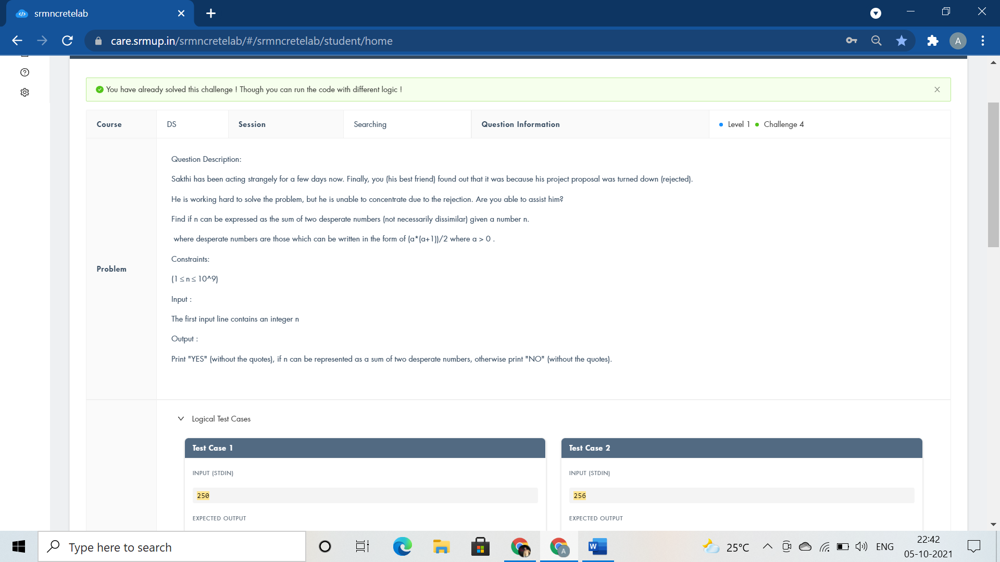 srmncretelab
care.srmup.in/srmncretelab/#/srmncretelab/student/home
A
You have already solved this challenge ! Though you can run the code with different logic !
Course DS Session Searching Question Information Level 1 Challenge 4
Problem
Question Description:
Sakthi has been acting strangely for a few days now. Finally, you (his best friend) found out that it was because his project proposal was turned down (rejected).
He is working hard to solve the problem, but he is unable to concentrate due to the rejection. Are you able to assist him?
Find if n can be expressed as the sum of two desperate numbers (not necessarily dissimilar) given a number n.
where desperate numbers are those which can be written in the form of (a*(a+1))/2 where a > 0 .
Constraints:
(1 ≤ n ≤ 10^9)
Input :
The first input line contains an integer n
Output :
Print "YES" (without the quotes), if n can be represented as a sum of two desperate numbers, otherwise print "NO" (without the quotes).
Logical Test Cases
Test Case 1
INPUT (STDIN)
250
EXPECTED OUTPUT
Test Case 2
INPUT (STDIN)
256
EXPECTED OUTPUT
Type here to search
A
W
25°C
ENG
22:42
05-10-2021